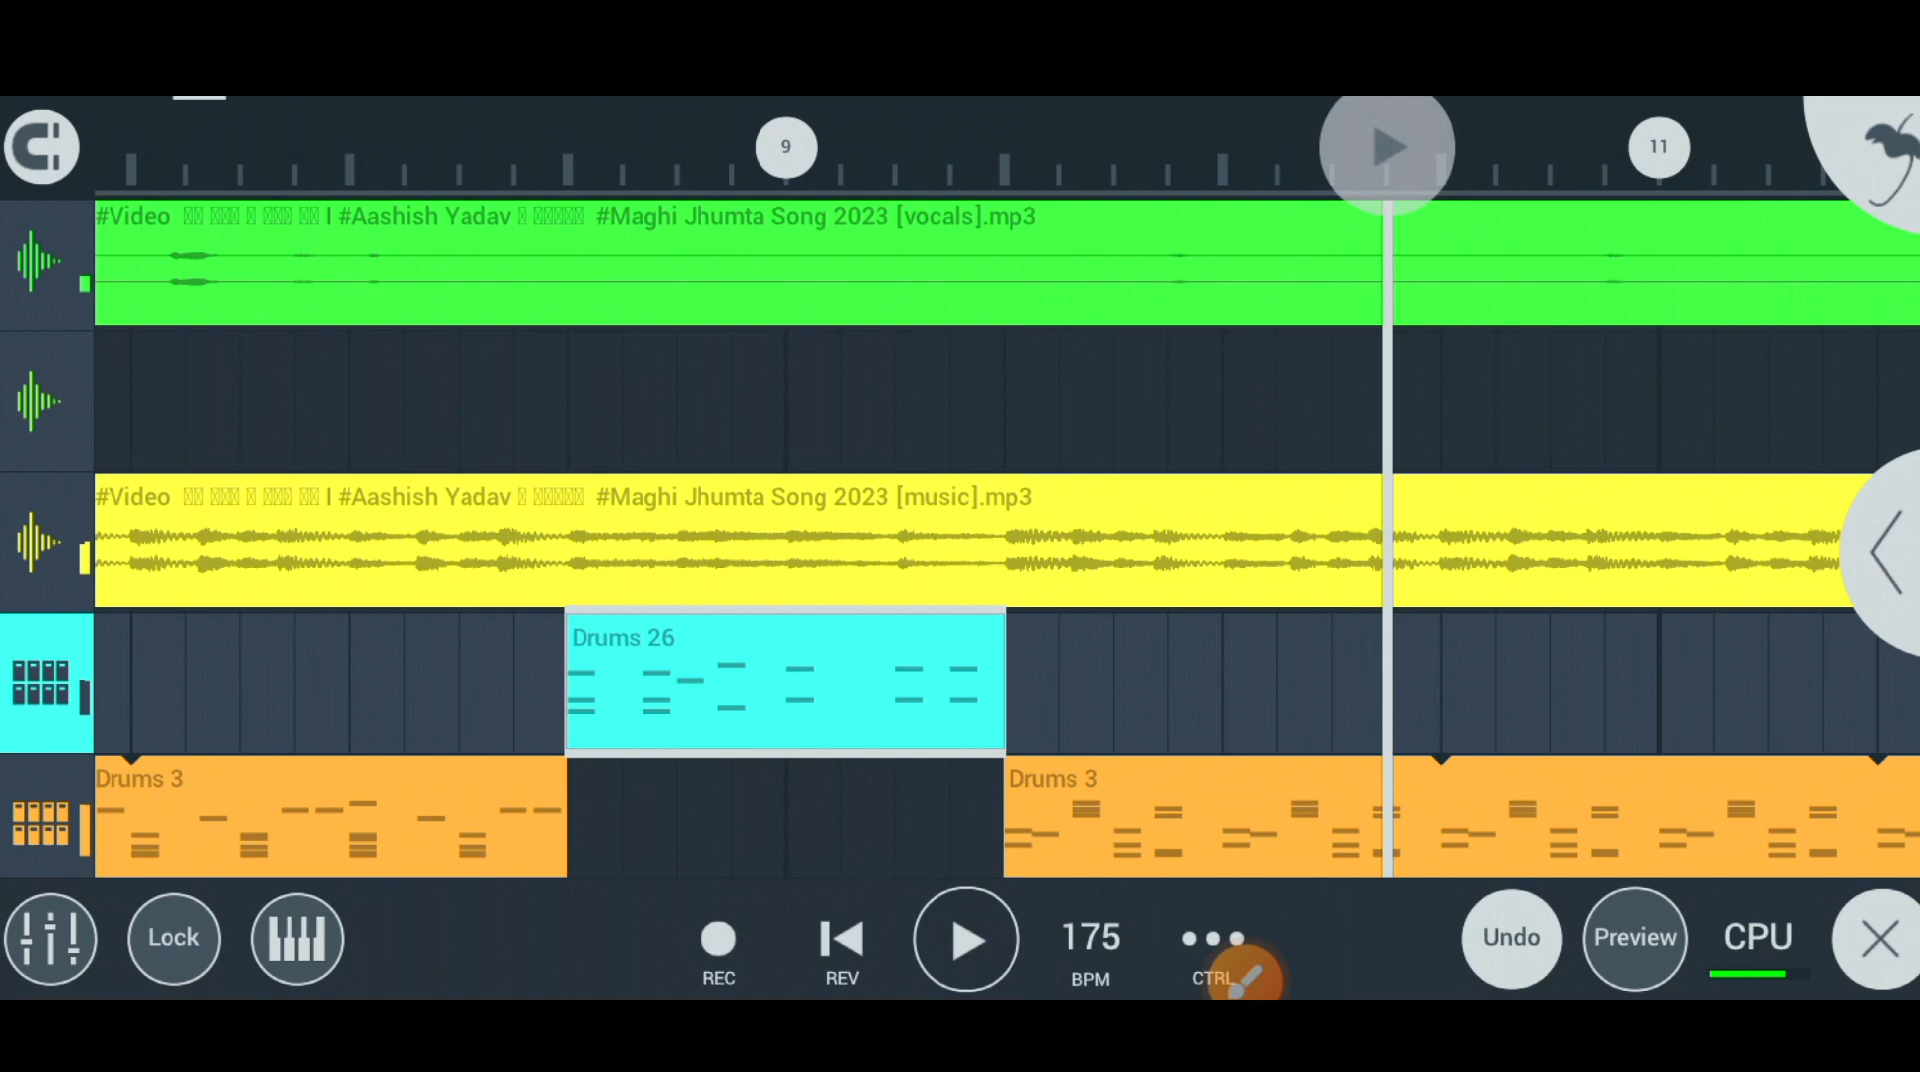 9
11
#Video I #Aashish Yadav #Maghi Jhumta Song 2023 [vocals].mp3
#Video I #Aashish Yadav #Maghi Jhumta Song 2023 [music].mp3
Drums 26
Drums 3
Drums 3
Lock
REC
REV
175
BPM
CTRL
Undo
Preview
CPU